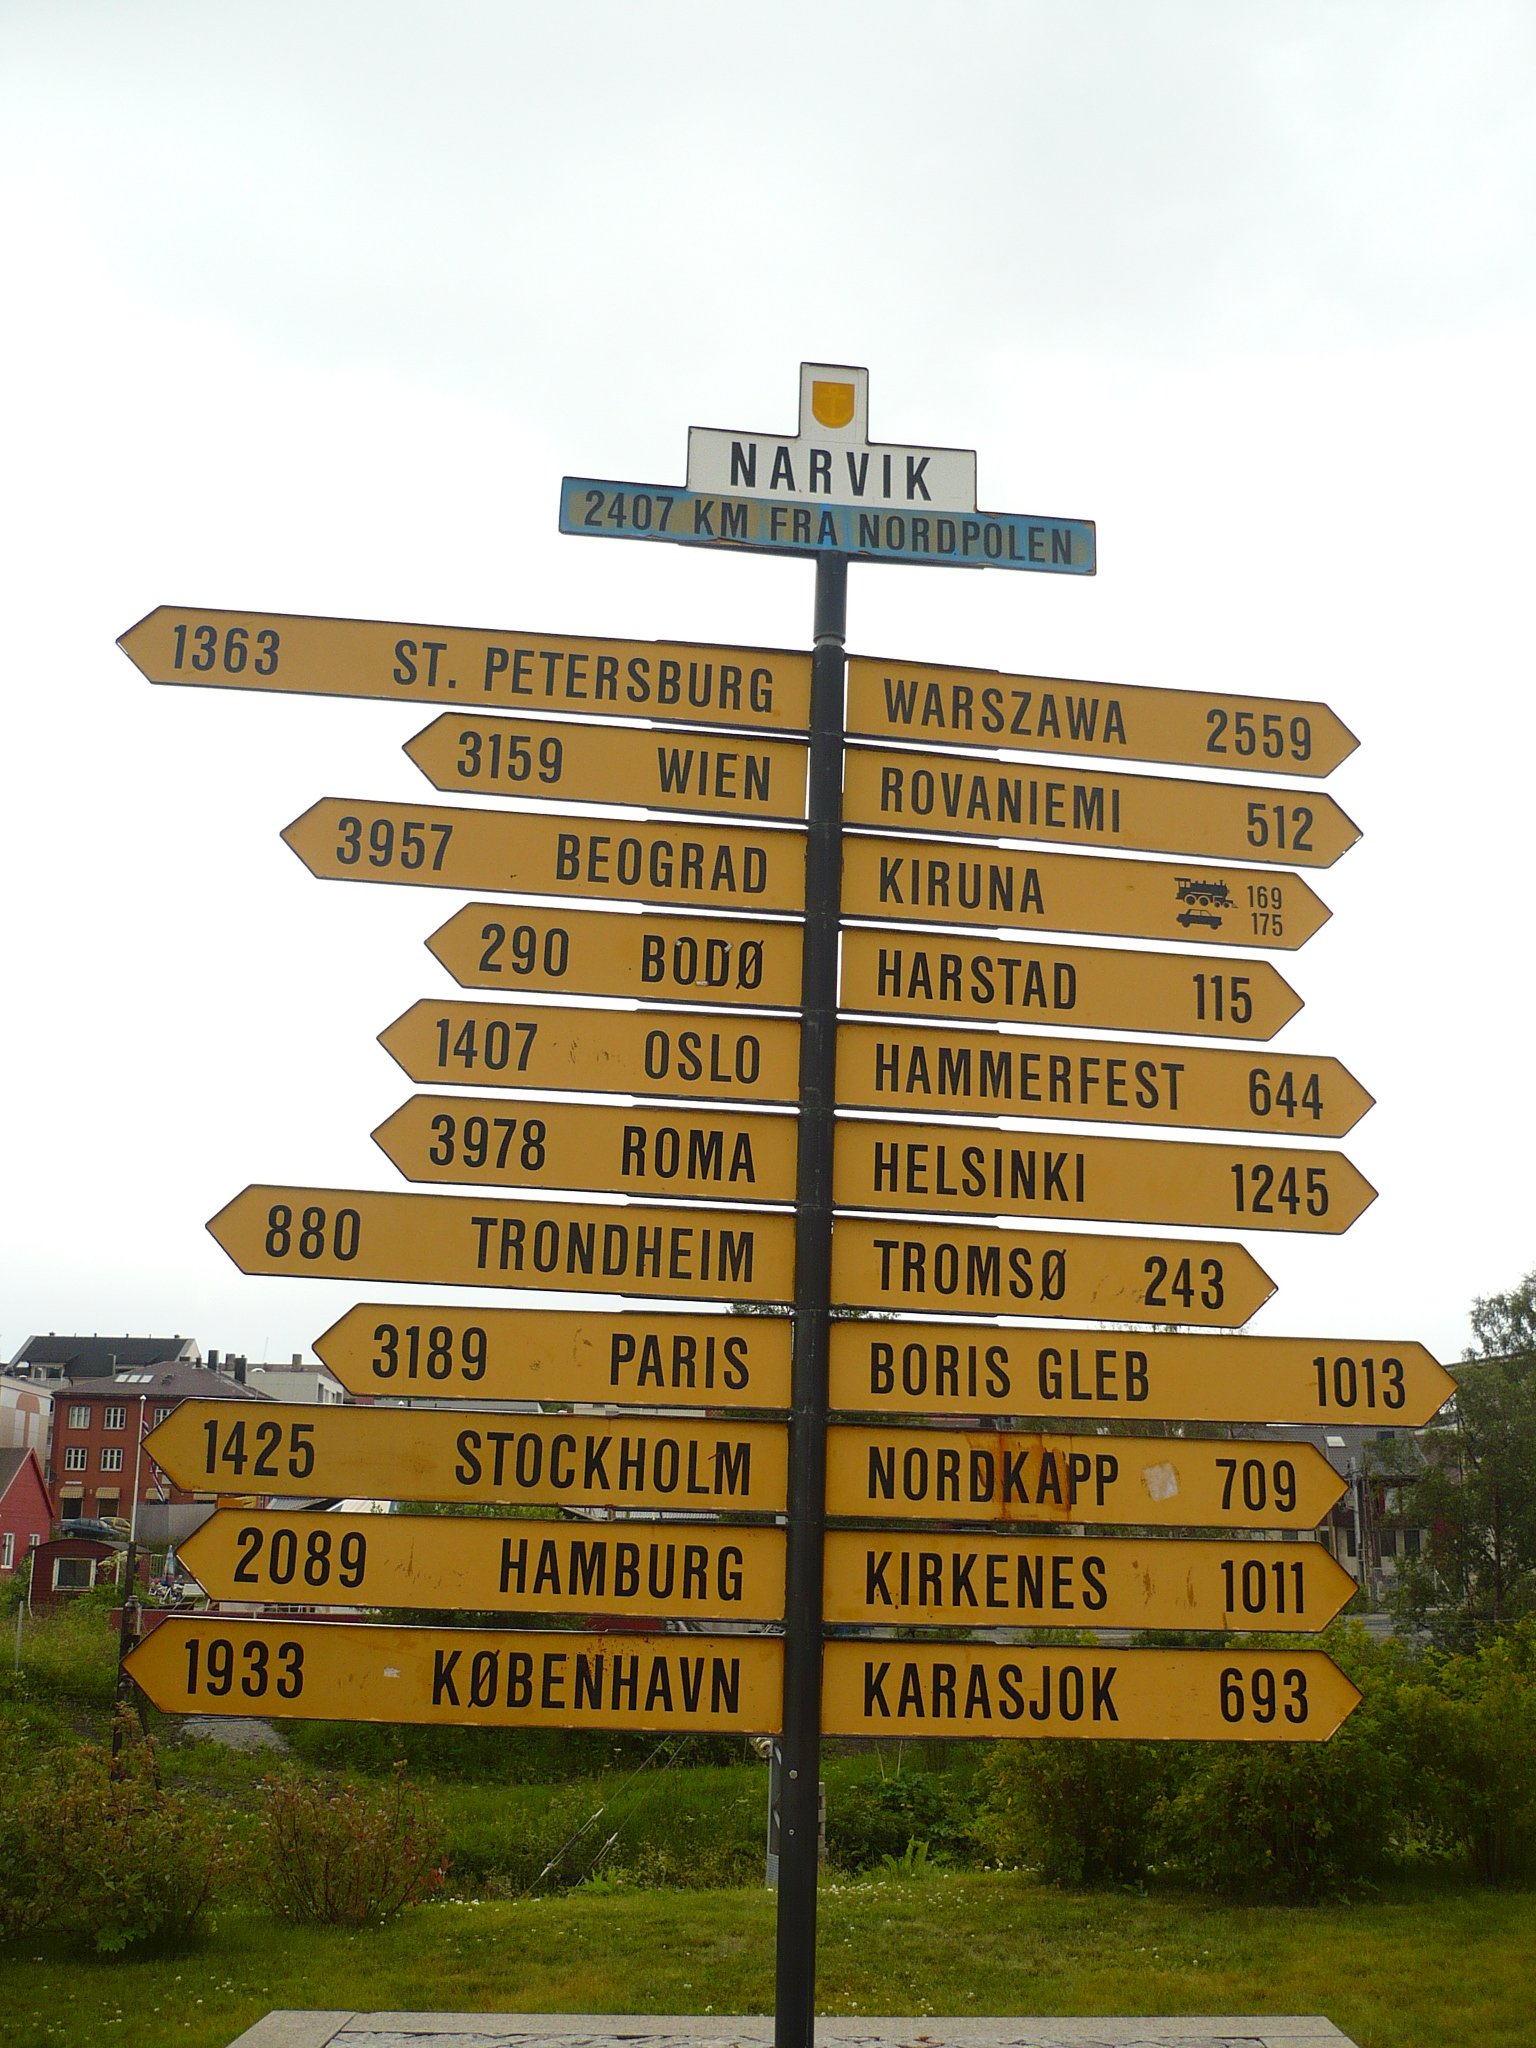 NARVIK
2407 KM FRA NORDPOLEN
1363 ST. PETERSBURG
WARSZAWA 2559
3159 WIEN
ROVANIEMI 512
3957 BEOGRAD
KIRUNA 169
175
290 BODØ
HARSTAD 115
1407 OSLO
HAMMERFEST 644
3978 ROMA
HELSINKI 1245
880 TRONDHEIM
TROMSØ 243
3189 PARIS
BORIS GLEB 1013
1425 STOCKHOLM
NORDKAPP 709
2089 HAMBURG
KIRKENES 1011
1933 KØBENHAVN
KARASJOK 693